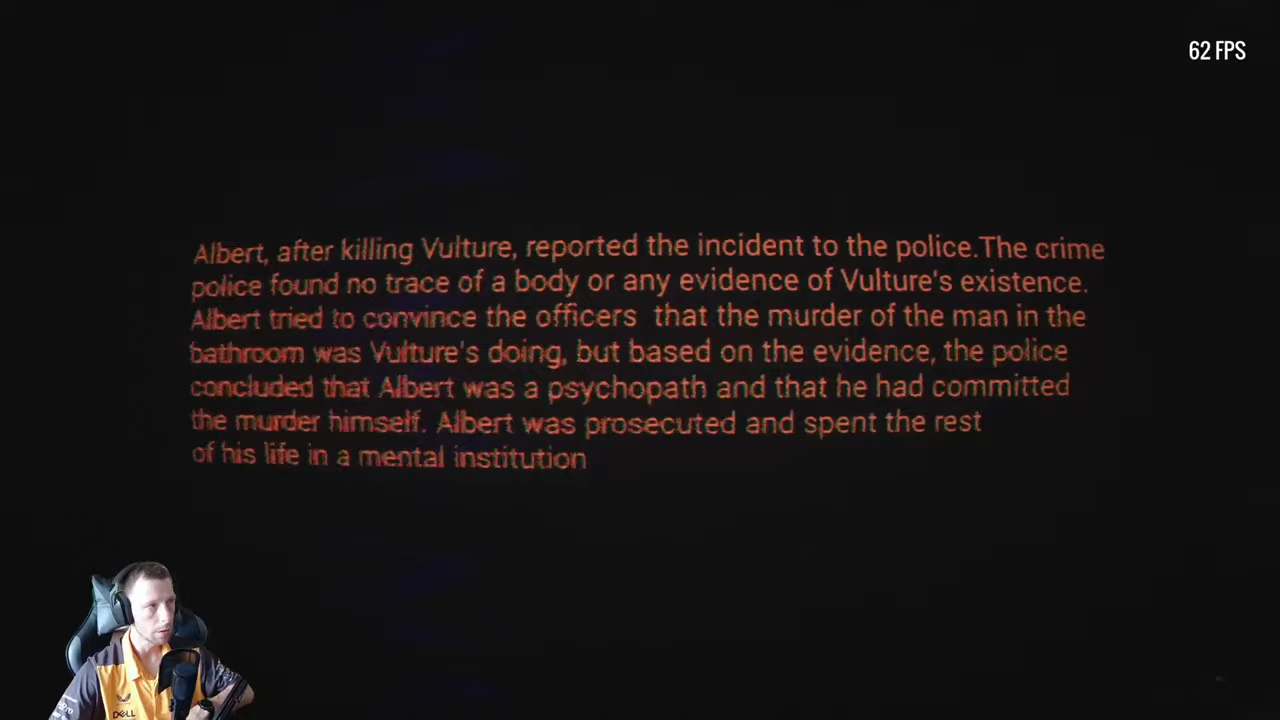 62 FPS
Albert, after killing Vulture, reported the incident to the police.The crime
police found no trace of a body or any evidence of Vulture's existence.
Albert tried to convince the officers  that the murder of the man in the
bathroom was Vulture's doing, but based on the evidence, the police
concluded that Albert was a psychopath and that he had committed
the murder himself. Albert was prosecuted and spent the rest
of his life in a mental institution
DELL